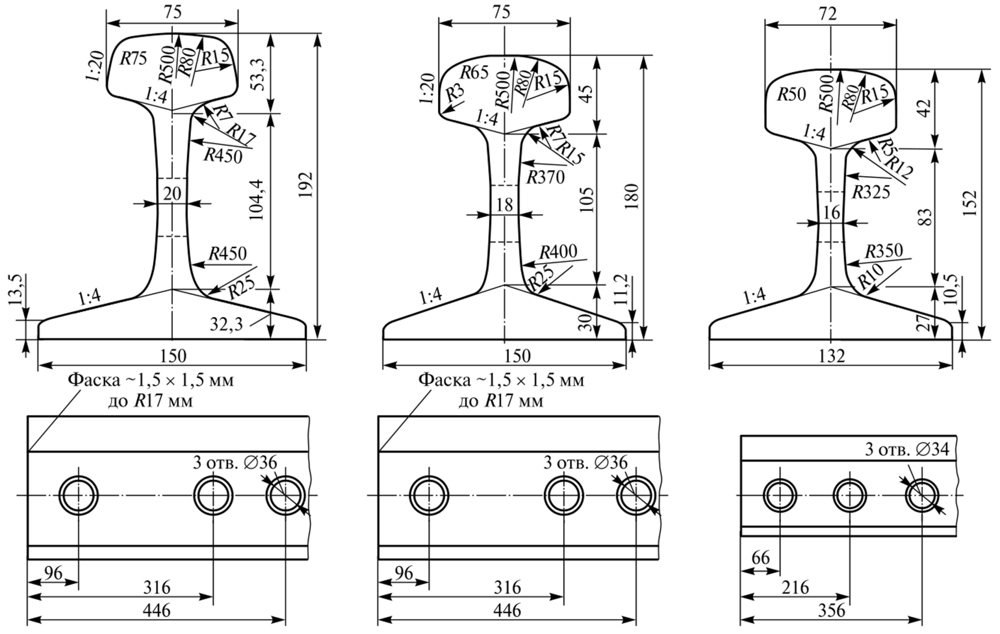 75
1:20
R75
R500
R80
R15
53,3
1:4
R7
R17
R450
104,4
192
20
R450
R25
13,5
1:4
32,3
150
75
1:20
R65
R3
R500
R80
R15
45
1:4
R7
R15
R370
105
180
18
R400
R25
1:4
11,2
30
150
72
R50
R500
R80
R15
42
1:4
R5
R12
R325
83
152
16
R350
R10
1:4
10,5
27
132
Фаска ~1,5 × 1,5 мм
до R17 мм
3 отв. ∅36
96
316
446
Фаска ~1,5 × 1,5 мм
до R17 мм
3 отв. ∅36
96
316
446
3 отв. ∅34
66
216
356